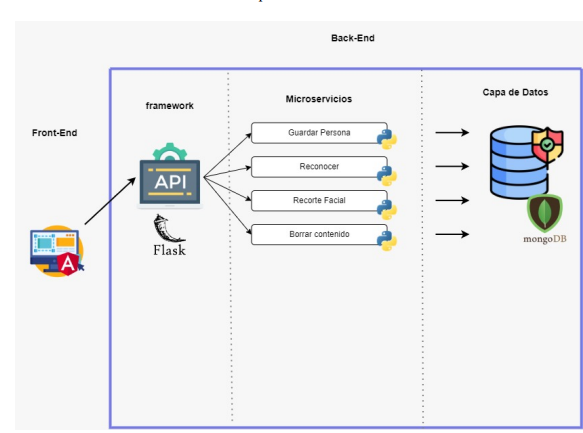 Back-End
Front-End
framework
Microservicios
Capa de Datos
API
Flask
Guardar Persona
Reconocer
Recorte Facial
Borrar contenido
A
mongoDB